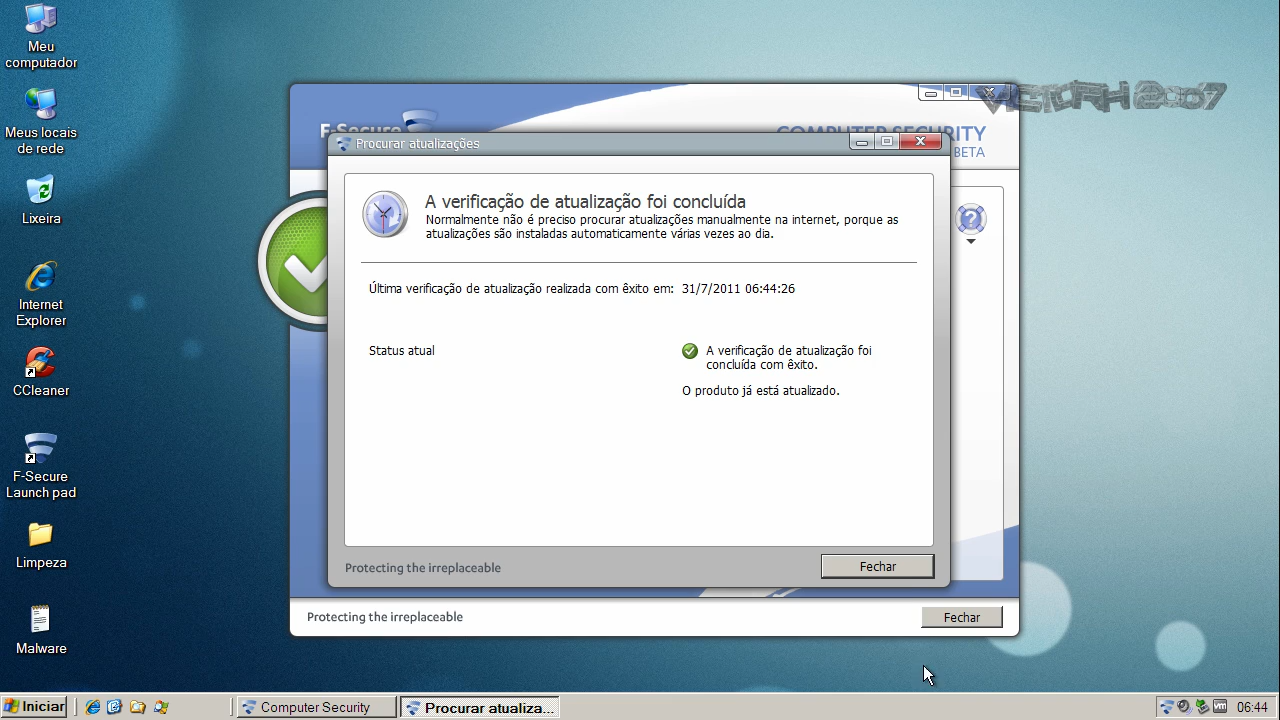 Meu
computador
Meus locais
de rede
Lixeira
Internet
Explorer
CCleaner
F-Secure
Launch pad
Limpeza
Malware
VICTORH 2007
F-Secure
COMPUTER SECURITY
BETA
Procurar atualizações
A verificação de atualização foi concluída
Normalmente não é preciso procurar atualizações manualmente na internet, porque as
atualizações são instaladas automaticamente várias vezes ao dia.
Última verificação de atualização realizada com êxito em: 31/7/2011 06:44:26
Status atual
A verificação de atualização foi
concluída com êxito.
O produto já está atualizado.
Protecting the irreplaceable
Fechar
Protecting the irreplaceable
Fechar
Iniciar
Computer Security
Procurar atualiza...
06:44